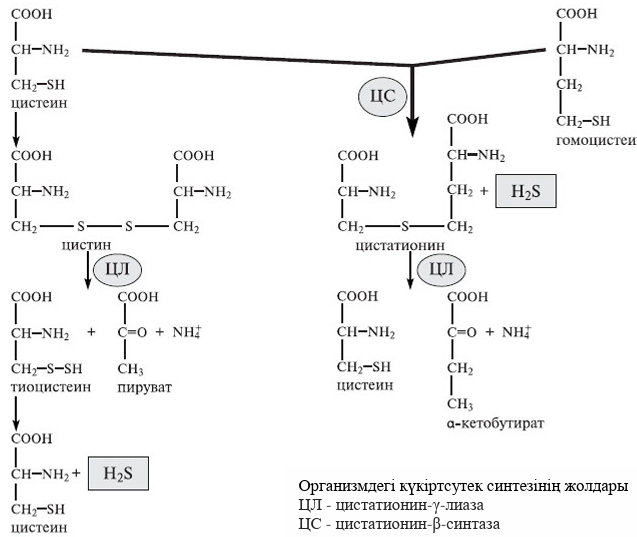 COOH
CH–NH₂
CH₂–SH
цистеин
COOH
CH–NH₂
CH₂
CH₂–SH
гомоцистеи
ЦС
COOH
CH–NH₂
CH₂ — S — S — CH₂
COOH
CH–NH₂
цистин
COOH
CH–NH₂
CH₂ — S — CH₂
COOH
CH–NH₂
CH₂ + H₂S
цистатионин
ЦЛ
ЦЛ
COOH
CH–NH₂ +
CH₂–S–SH
тиоцистеин
COOH
C=O + NH₄⁺
CH₃
пируват
COOH
CH–NH₂ +
CH₂–SH
цистеин
COOH
C=O + NH₄⁺
CH₂
CH₃
α-кетобутират
COOH
CH–NH₂ + H₂S
CH₂–SH
цистеин
Организмдегі күкіртсутек синтезінің жолдары
ЦЛ - цистатионин-γ-лиаза
ЦС - цистатионин-β-синтаза